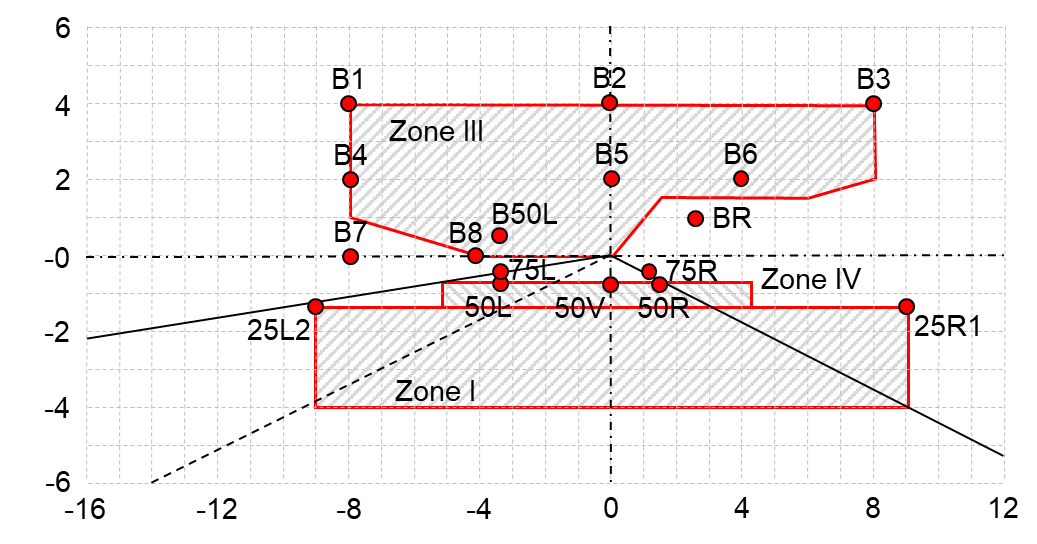 6
B1 B2 B3
4
Zone III
B4 B5 B6
2
B50L BR
B7 B8
-0
75L 75R Zone IV
50L 50V 50R
25L2 25R1
-2
Zone I
-4
-6
-16 -12 -8 -4 0 4 8 12